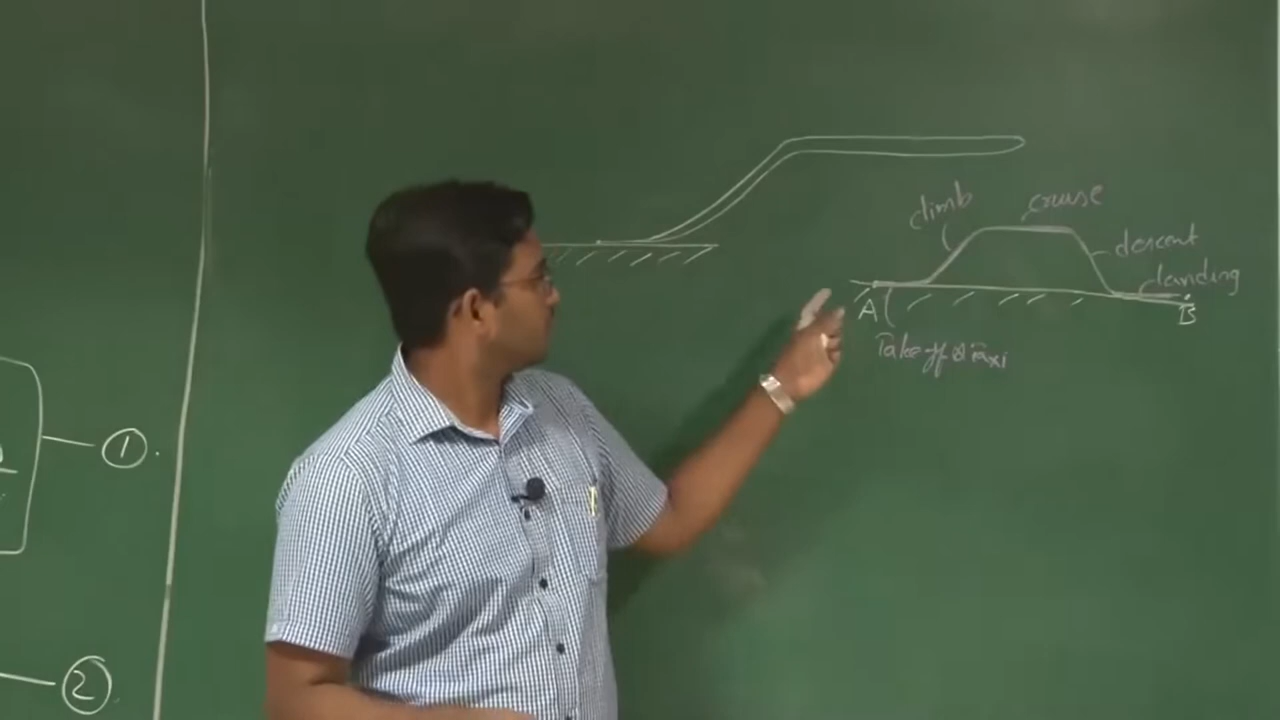 climb
cruise
descent
landing
A
B
Take off & Taxi
1
2